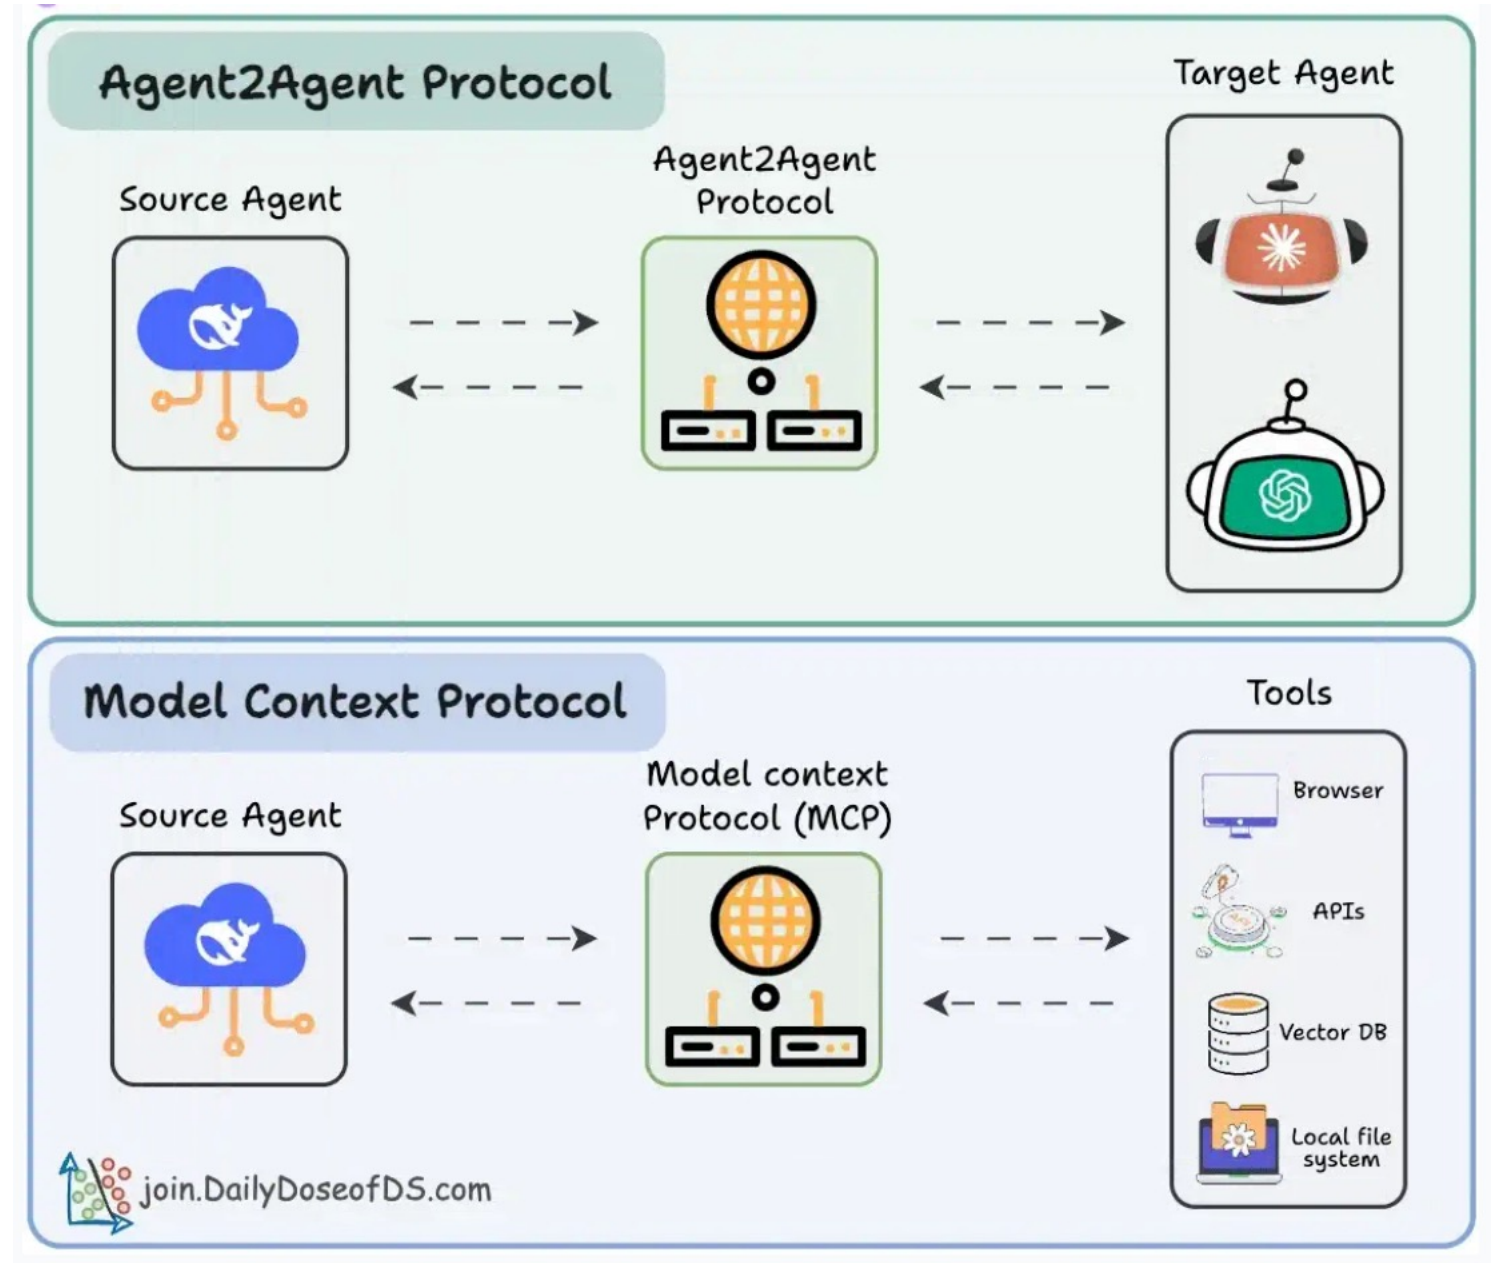 Agent2Agent Protocol
Target Agent
Agent2Agent
Protocol
Source Agent
Model Context Protocol
Tools
Model context
Protocol (MCP)
Source Agent
Browser
APIs
Vector DB
Local file
system
join.DailyDoseofDS.com